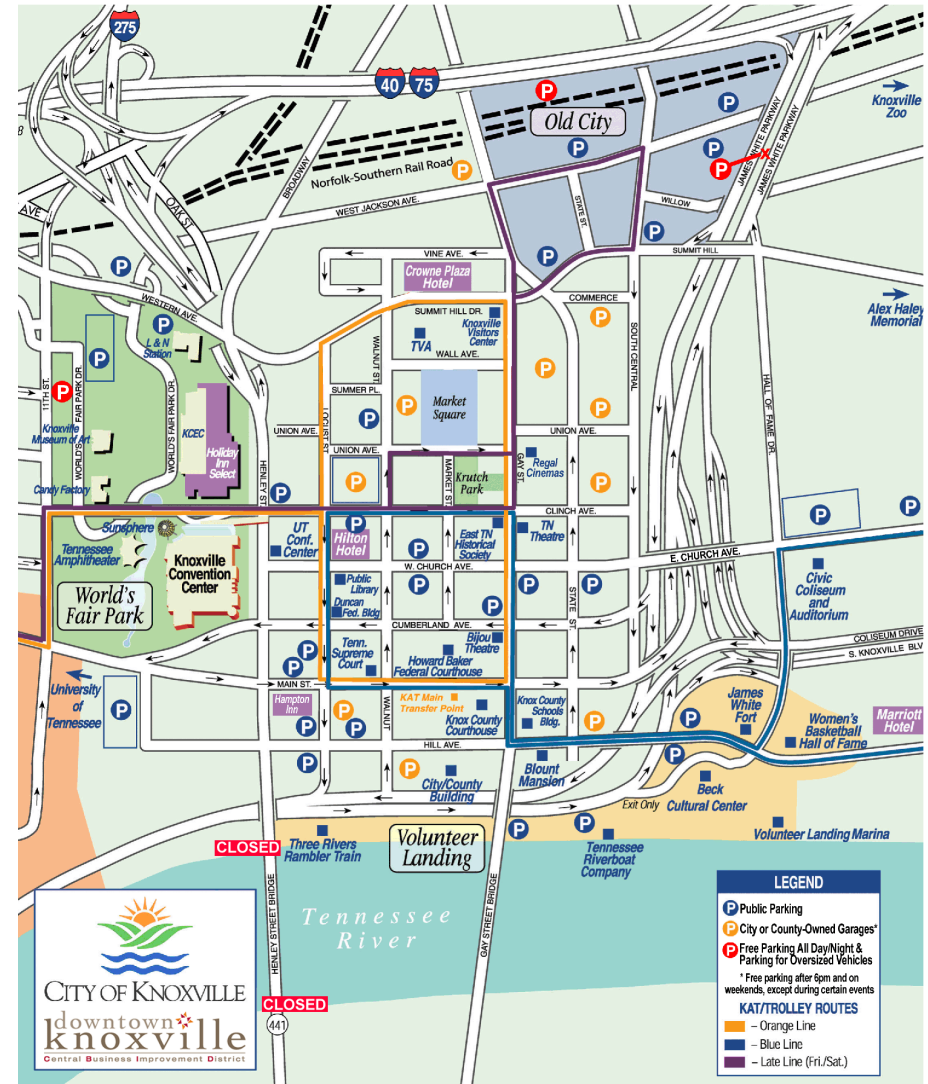 275
40 75
Old City
Knoxville
Zoo
JAMES WHITE PARKWAY
JAMES WHITE PARKWAY
BROADWAY
Norfolk-Southern Rail Road
WEST JACKSON AVE.
OAK ST
AVE
8
STATE ST.
WILLOW
SUMMIT HILL
VINE AVE.
Crowne Plaza
Hotel
WESTERN AVE.
COMMERCE
Alex Haley
Memorial
SUMMIT HILL DR.
Knoxville
Visitors
Center
TVA
WALL AVE.
WALNUT ST.
SOUTH CENTRAL
L & N
Station
11TH ST.
WORLD'S FAIR PARK DR.
WORLD'S FAIR PARK DR.
SUMMER PL.
LOCUST ST.
Market
Square
HALL OF FAME DR.
Knoxville
Museum of Art
KCEC
Holiday
Inn
Select
UNION AVE.
UNION AVE.
UNION AVE.
GAY ST.
Regal
Cinemas
HENLEY ST.
MARKET ST.
Krutch
Park
Candy Factory
CLINCH AVE.
Sunsphere
Tennessee
Amphitheater
Knoxville
Convention
Center
UT
Conf.
Center
Hilton
Hotel
East TN
Historical
Society
TN
Theatre
E. CHURCH AVE.
W. CHURCH AVE.
World's
Fair Park
Public
Library
Duncan
Fed. Bldg
STATE ST.
Civic
Coliseum
and
Auditorium
CUMBERLAND AVE.
Bijou
Theatre
Tenn.
Supreme
Court
Howard Baker
Federal Courthouse
COLISEUM DRIVE
S. KNOXVILLE BLV
MAIN ST.
University
of
Tennessee
Hampton
Inn
WALNUT
KAT Main
Transfer Point
Knox County
Courthouse
Knox County
Schools
Bldg.
James
White
Fort
Women's
Basketball
Hall of Fame
Marriott
Hotel
HILL AVE.
City/County
Building
Blount
Mansion
Beck
Cultural Center
Exit Only
Volunteer
Landing
Three Rivers
Rambler Train
CLOSED
Tennessee
Riverboat
Company
Volunteer Landing Marina
Tennessee
River
HENLEY STREET BRIDGE
GAY STREET BRIDGE
CLOSED
441
CITY OF KNOXVILLE
downtown
knoxville
Central Business Improvement District
LEGEND
P Public Parking
P City or County-Owned Garages*
P Free Parking All Day/Night &
Parking for Oversized Vehicles
* Free parking after 6pm and on
weekends, except during certain events
KAT/TROLLEY ROUTES
– Orange Line
– Blue Line
– Late Line (Fri./Sat.)